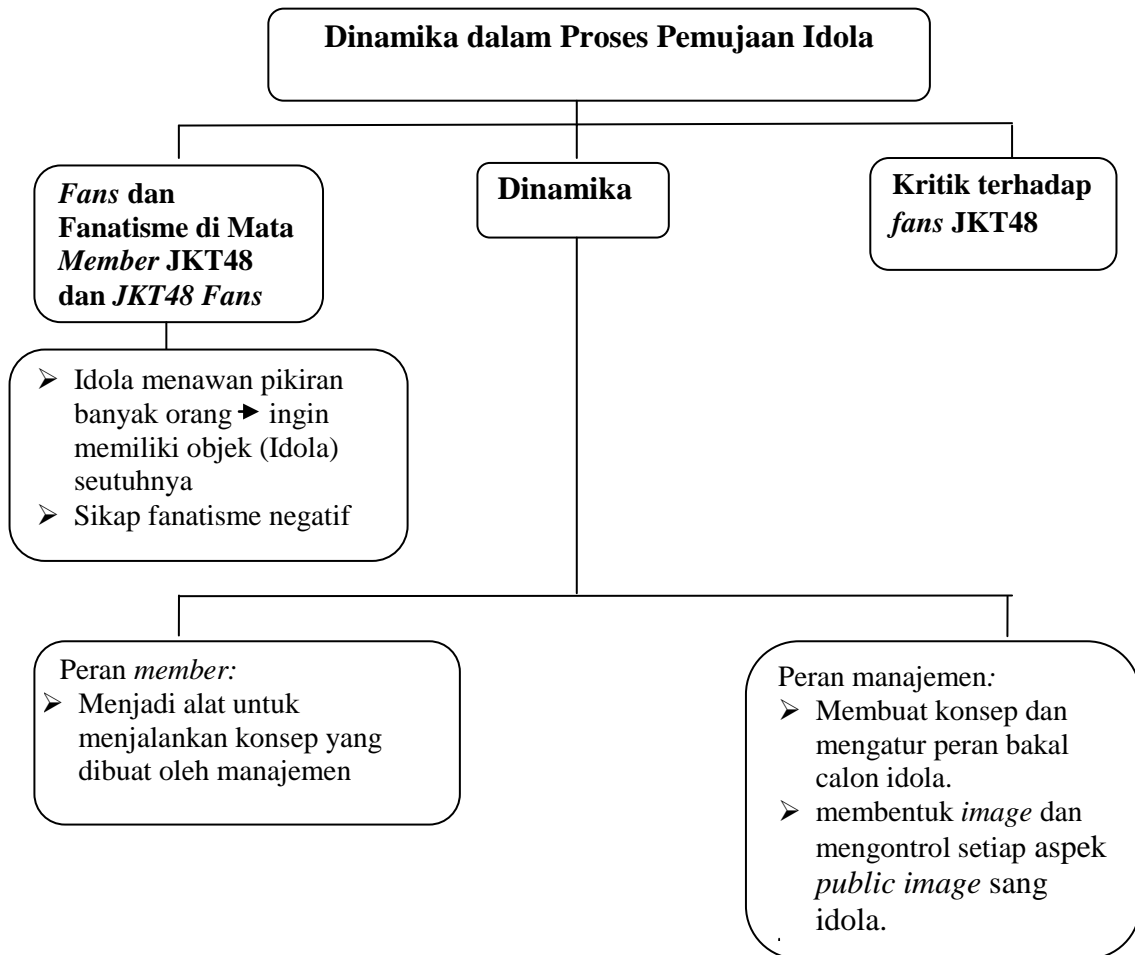 Dinamika dalam Proses Pemujaan Idola
Fans dan
Fanatisme di Mata
Member JKT48
dan JKT48 Fans
Dinamika
Kritik terhadap
fans JKT48
➢ Idola menawan pikiran
banyak orang → ingin
memiliki objek (Idola)
seutuhnya
➢ Sikap fanatisme negatif
Peran member:
➢ Menjadi alat untuk
menjalankan konsep yang
dibuat oleh manajemen
Peran manajemen:
➢ Membuat konsep dan
mengatur peran bakal
calon idola.
➢ membentuk image dan
mengontrol setiap aspek
public image sang
idola.
.